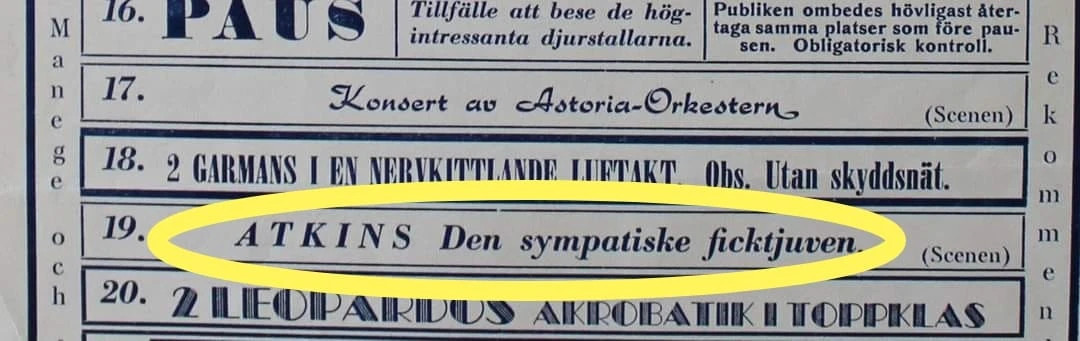 16. PAUS
Tillfälle att bese de hög-
intressanta djurstallarna.
Publiken ombedes hövligast åter-
taga samma platser som före pau-
sen. Obligatorisk kontroll.
17. Konsert av Astoria-Orkestern
(Scenen)
18. 2 GARMANS I EN NERVKITTLANDE LUFTAKT. Obs. Utan skyddsnät.
19. ATKINS Den sympatiske ficktjuven.
(Scenen)
20. 2 LEOPARDUS AKROBATIK I TOPPKLAS
M
a
n
e
g
e
o
c
h
R
e
k
o
m
m
e
n